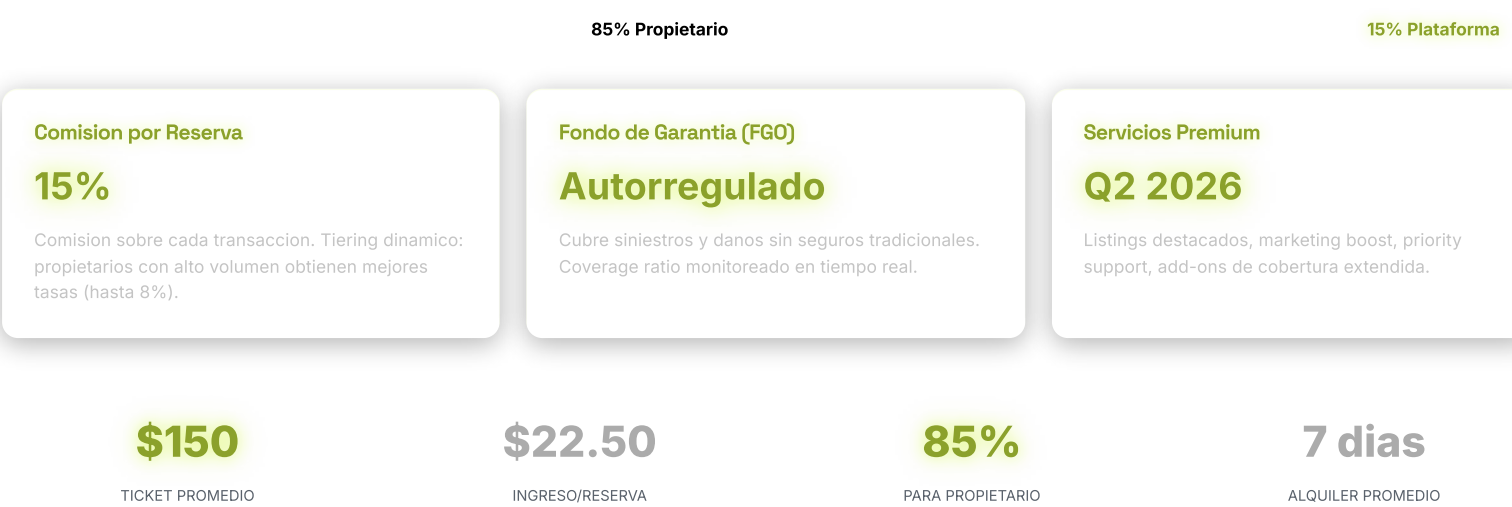 85% Propietario
15% Plataforma
Comision por Reserva
15%
Comision sobre cada transaccion. Tiering dinamico:
propietarios con alto volumen obtienen mejores
tasas (hasta 8%).
Fondo de Garantia (FGO)
Autorregulado
Cubre siniestros y danos sin seguros tradicionales.
Coverage ratio monitoreado en tiempo real.
Servicios Premium
Q2 2026
Listings destacados, marketing boost, priority
support, add-ons de cobertura extendida.
$150
TICKET PROMEDIO
$22.50
INGRESO/RESERVA
85%
PARA PROPIETARIO
7 dias
ALQUILER PROMEDIO